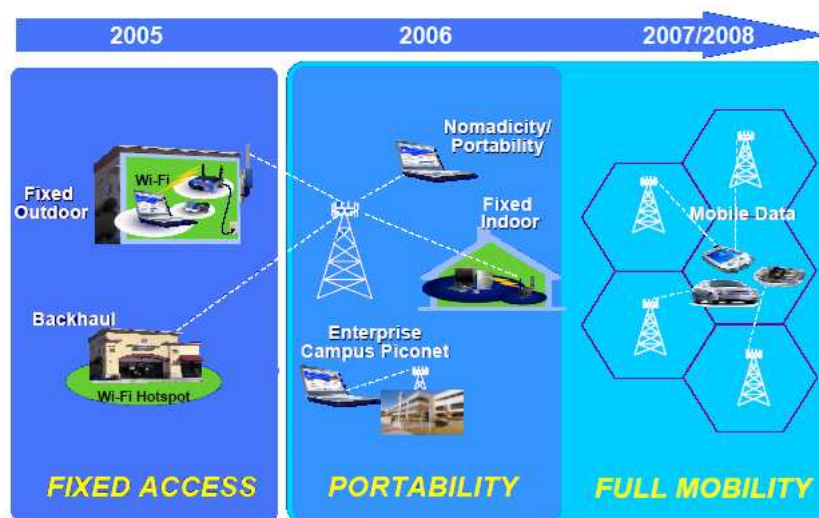 2005
2006
2007/2008
Fixed
Outdoor
Wi-Fi
Backhaul
Wi-Fi Hotspot
FIXED ACCESS
Nomadicity/
Portability
Fixed
Indoor
Enterprise
Campus Piconet
PORTABILITY
Mobile Data
FULL MOBILITY